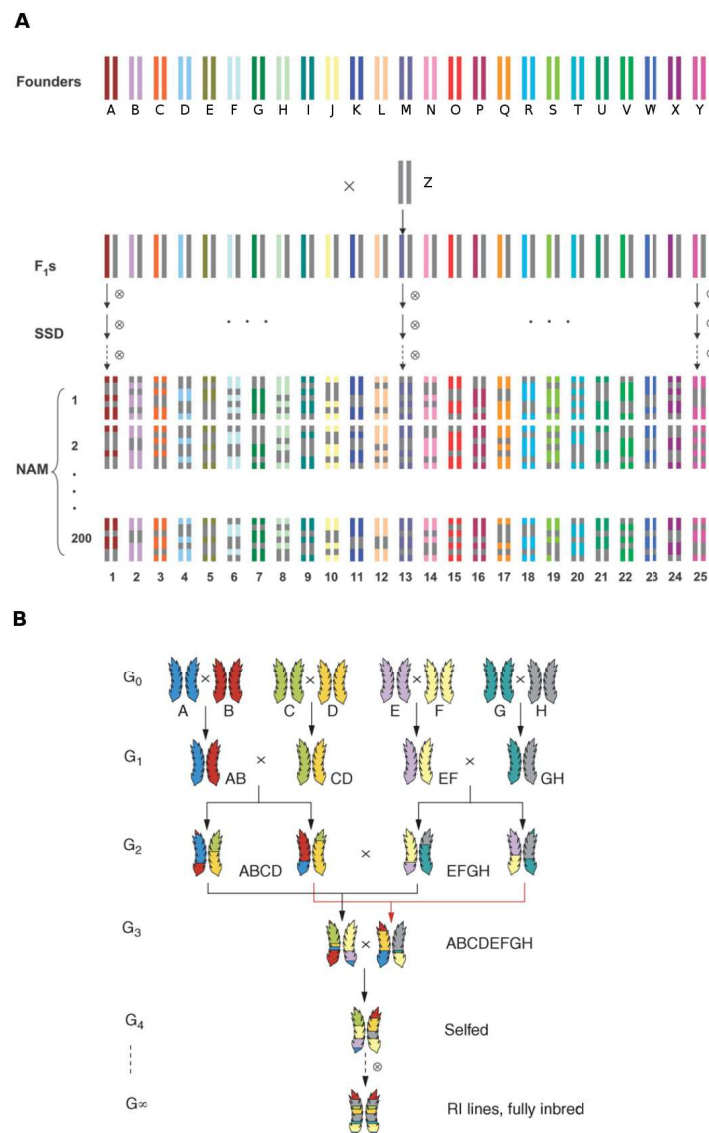 A
Founders
A B C D E F G H I J K L M N O P Q R S T U V W X Y
× Z
F₁s
⊗ ⊗ ⊗
SSD
⊗ . . . ⊗ . . . ⊗
⊗ ⊗ ⊗
1
2
NAM
200
1 2 3 4 5 6 7 8 9 10 11 12 13 14 15 16 17 18 19 20 21 22 23 24 25
B
G₀ × × × ×
A B C D E F G H
G₁ × ×
AB CD EF GH
G₂ ×
ABCD EFGH
G₃ × ABCDEFGH
G₄ Selfed
⊗
G∞ RI lines, fully inbred